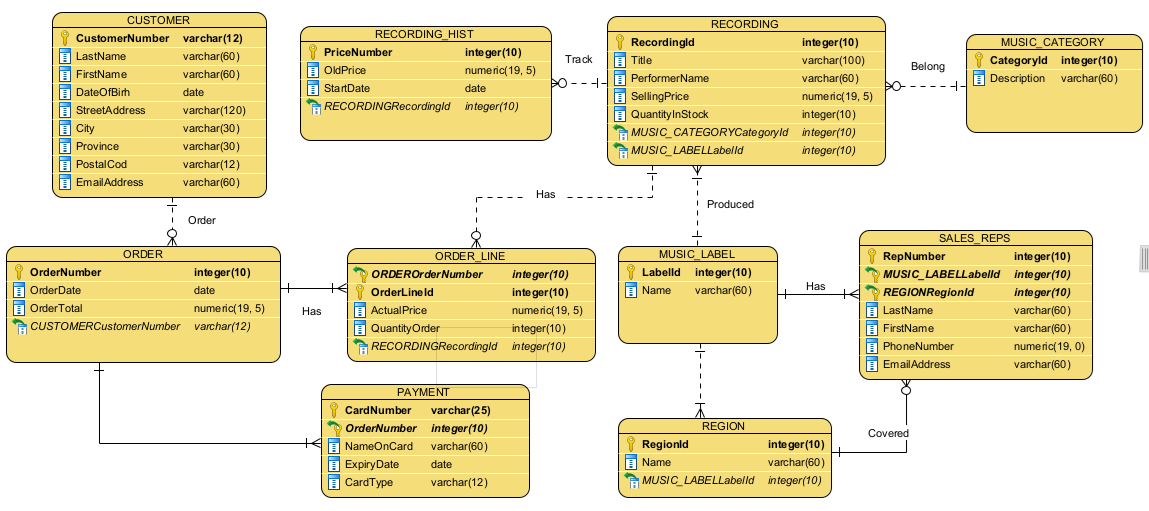 CUSTOMER
CustomerNumber varchar(12)
LastName varchar(60)
FirstName varchar(60)
DateOfBirh date
StreetAddress varchar(120)
City varchar(30)
Province varchar(30)
PostalCod varchar(12)
EmailAddress varchar(60)
RECORDING_HIST
PriceNumber integer(10)
OldPrice numeric(19, 5)
StartDate date
RECORDINGRecordingId integer(10)
Track
RECORDING
RecordingId integer(10)
Title varchar(100)
PerformerName varchar(60)
SellingPrice numeric(19, 5)
QuantityInStock integer(10)
MUSIC_CATEGORYCategoryId integer(10)
MUSIC_LABELLabelId integer(10)
Belong
MUSIC_CATEGORY
CategoryId integer(10)
Description varchar(60)
Order
Has
Produced
ORDER
OrderNumber integer(10)
OrderDate date
OrderTotal numeric(19, 5)
CUSTOMERCustomerNumber varchar(12)
Has
ORDER_LINE
ORDEROrderNumber integer(10)
OrderLineId integer(10)
ActualPrice numeric(19, 5)
QuantityOrder integer(10)
RECORDINGRecordingId integer(10)
MUSIC_LABEL
LabelId integer(10)
Name varchar(60)
Has
SALES_REPS
RepNumber integer(10)
MUSIC_LABELLabelId integer(10)
REGIONRegionId integer(10)
LastName varchar(60)
FirstName varchar(60)
PhoneNumber numeric(19, 0)
EmailAddress varchar(60)
PAYMENT
CardNumber varchar(25)
OrderNumber integer(10)
NameOnCard varchar(60)
ExpiryDate date
CardType varchar(12)
REGION
RegionId integer(10)
Name varchar(60)
MUSIC_LABELLabelId integer(10)
Covered